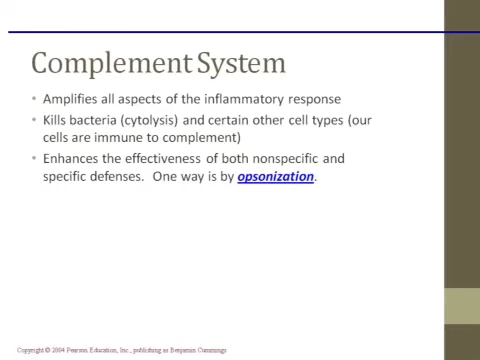 Complement System
• Amplifies all aspects of the inflammatory response
• Kills bacteria (cytolysis) and certain other cell types (our
cells are immune to complement)
• Enhances the effectiveness of both nonspecific and
specific defenses.  One way is by opsonization.
Copyright © 2004 Pearson Education, Inc., publishing as Benjamin Cummings